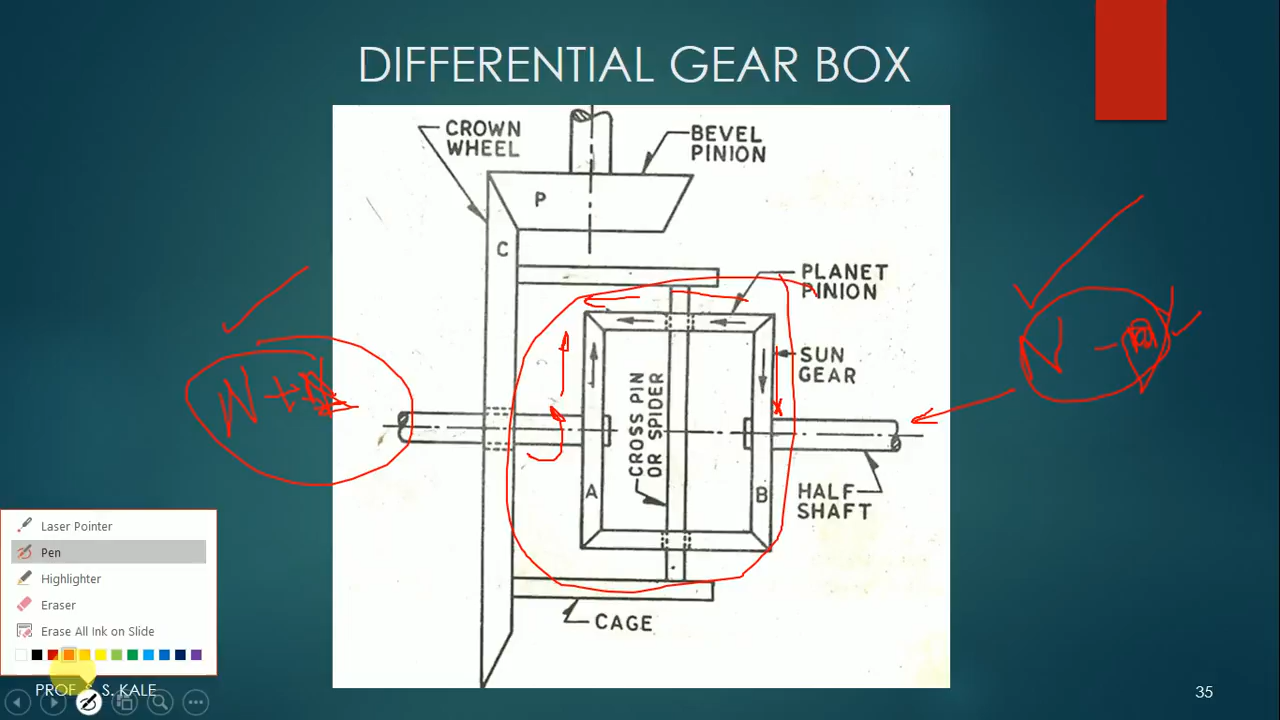 DIFFERENTIAL GEAR BOX
CROWN
WHEEL
BEVEL
PINION
P
C
PLANET
PINION
SUN
GEAR
CROSS PIN
OR SPIDER
A
B
HALF
SHAFT
CAGE
N+
N -
Laser Pointer
Pen
Highlighter
Eraser
Erase All Ink on Slide
PROF. S. S. KALE
35